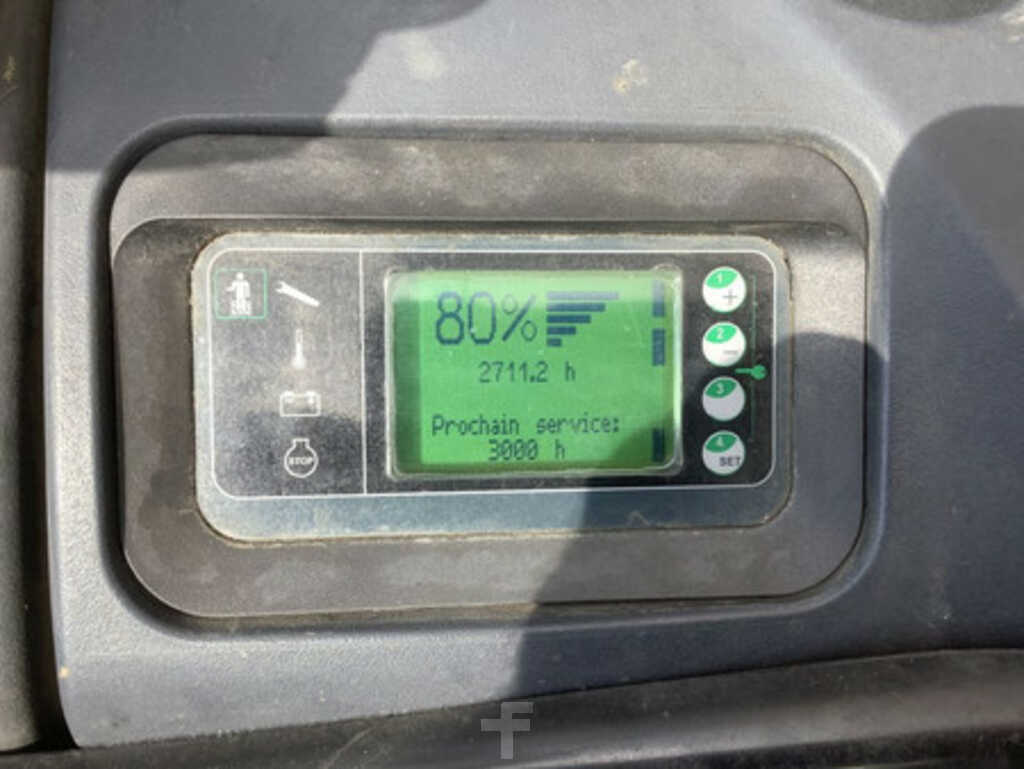 80%
2711.2 h
Prochain service:
3000 h
STOP
1
+
2
−
3
4
SET